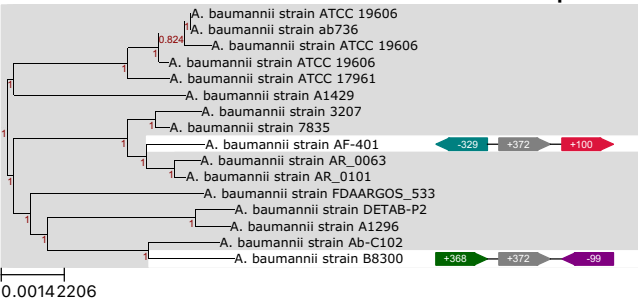 A. baumannii strain ATCC 19606
1
A. baumannii strain ab736
0.824
A. baumannii strain ATCC 19606
1
A. baumannii strain ATCC 19606
1
A. baumannii strain ATCC 17961
1
A. baumannii strain A1429
A. baumannii strain 3207
1
A. baumannii strain 7835
1
1
A. baumannii strain AF-401 -329 +372 +100
1
A. baumannii strain AR_0063
1
A. baumannii strain AR_0101
1
A. baumannii strain FDAARGOS_533
A. baumannii strain DETAB-P2
1
1
A. baumannii strain A1296
1
A. baumannii strain Ab-C102
1
A. baumannii strain B8300 +368 +372 -99
0.00142206